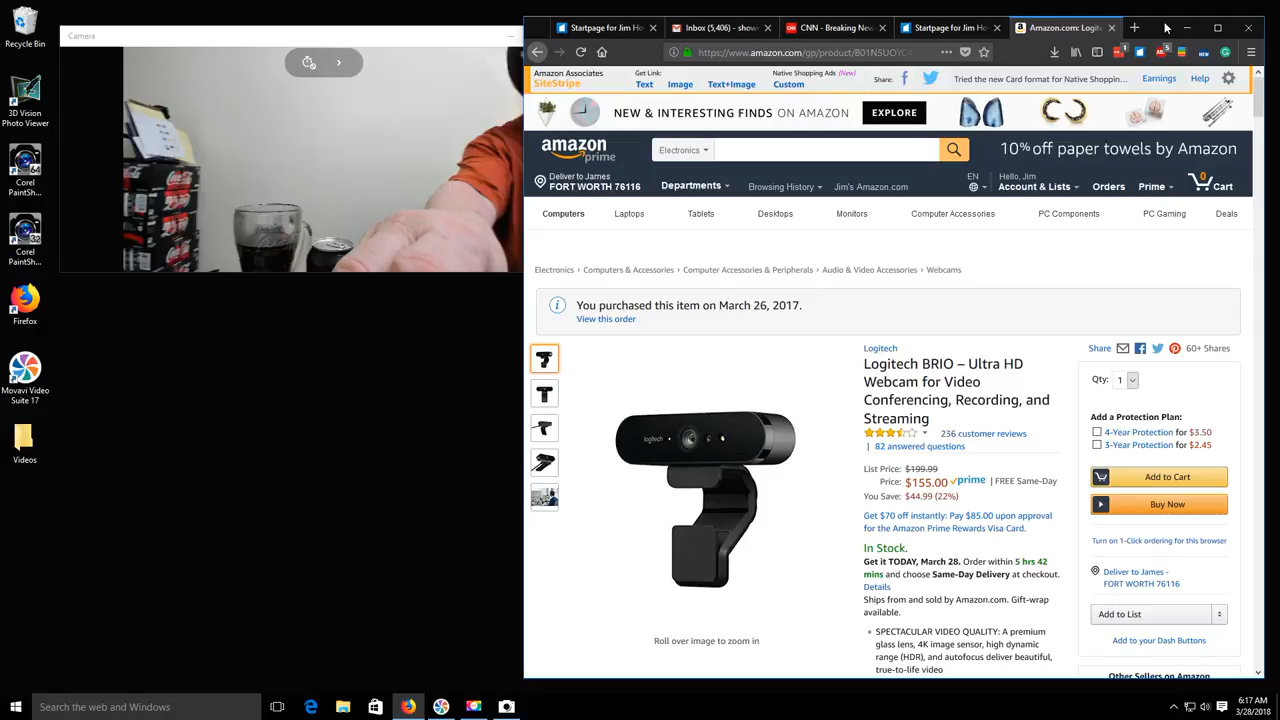 Recycle Bin
3D Vision
Photo Viewer
64
Corel
PaintSh...
32
Corel
PaintSh...
Firefox
Movavi Video
Suite 17
Videos
Camera
Startpage for Jim Ho
Inbox (5,406) - show
CNN - Breaking New
Startpage for Jim Ho
Amazon.com: Logite
https://www.amazon.com/gp/product/B01N5UOYC
Amazon Associates
SiteStripe
Get Link:
Text
Image
Text+Image
Native Shopping Ads (New)
Custom
Share:
Tried the new Card format for Native Shoppin...
Earnings
Help
NEW & INTERESTING FINDS ON AMAZON
EXPLORE
amazon
prime
Electronics
10% off paper towels by Amazon
Deliver to James
FORT WORTH 76116
Departments
Browsing History
Jim's Amazon.com
EN
Hello, Jim
Account & Lists
Orders
Prime
0
Cart
Computers
Laptops
Tablets
Desktops
Monitors
Computer Accessories
PC Components
PC Gaming
Deals
Electronics › Computers & Accessories › Computer Accessories & Peripherals › Audio & Video Accessories › Webcams
You purchased this item on March 26, 2017.
View this order
logitech
Roll over image to zoom in
Logitech
Logitech BRIO – Ultra HD
Webcam for Video
Conferencing, Recording, and
Streaming
236 customer reviews
| 82 answered questions
List Price: $199.99
Price: $155.00 prime | FREE Same-Day
You Save: $44.99 (22%)
Get $70 off instantly: Pay $85.00 upon approval
for the Amazon Prime Rewards Visa Card.
In Stock.
Get it TODAY, March 28. Order within 5 hrs 42
mins and choose Same-Day Delivery at checkout.
Details
Ships from and sold by Amazon.com. Gift-wrap
available.
SPECTACULAR VIDEO QUALITY: A premium
glass lens, 4K image sensor, high dynamic
range (HDR), and autofocus deliver beautiful,
true-to-life video
Share
60+ Shares
Qty: 1
Add a Protection Plan:
4-Year Protection for $3.50
3-Year Protection for $2.45
Add to Cart
Buy Now
Turn on 1-Click ordering for this browser
Deliver to James -
FORT WORTH 76116
Add to List
Add to your Dash Buttons
Other Sellers on Amazon
Search the web and Windows
6:17 AM
3/28/2018